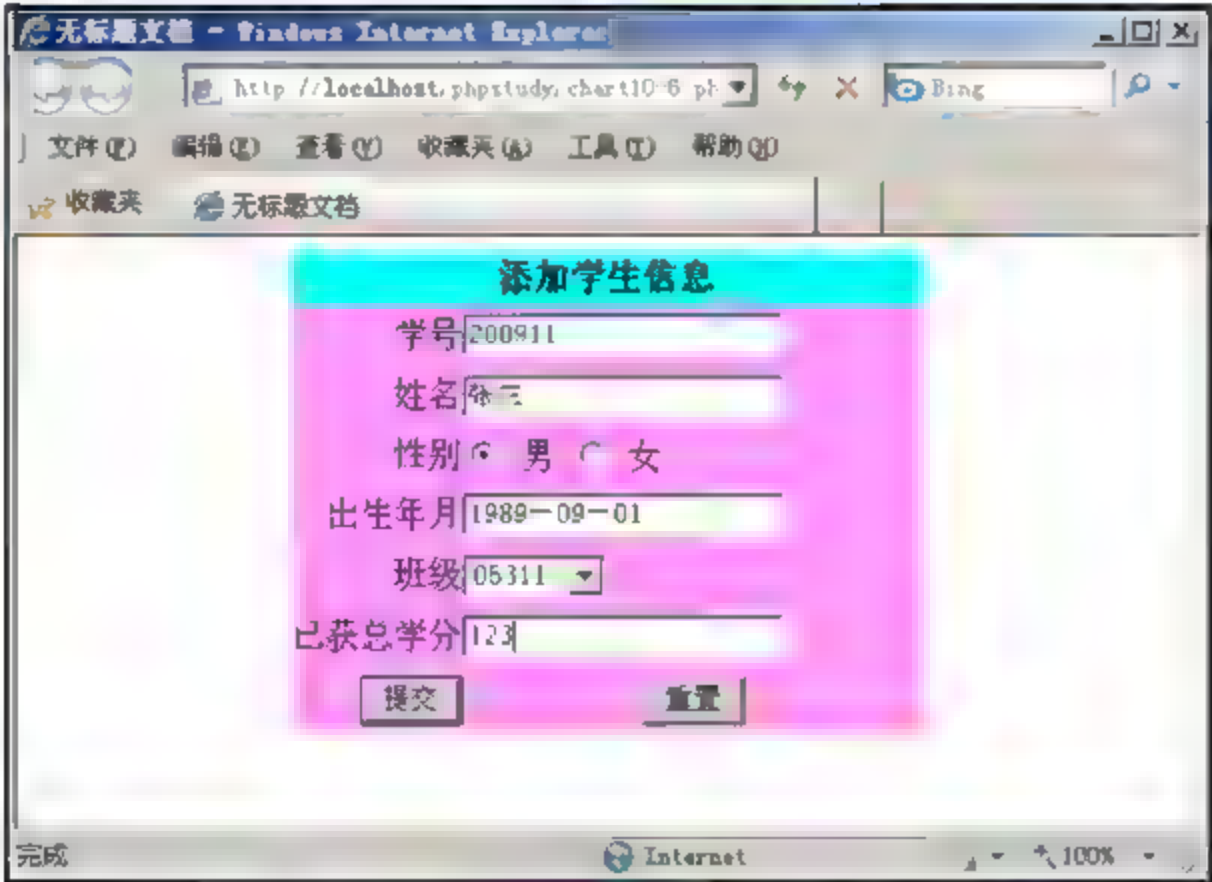 无标题文档 - Windows Internet Explorer
http://localhost/phpstudy/chart10-6.ph Bing
文件(F) 编辑(E) 查看(V) 收藏夹(A) 工具(T) 帮助(H)
收藏夹 无标题文档
添加学生信息
学号 200911
姓名 张三
性别 男 女
出生年月 1989-09-01
班级 05311
已获总学分 123
提交 重置
完成 Internet 100%